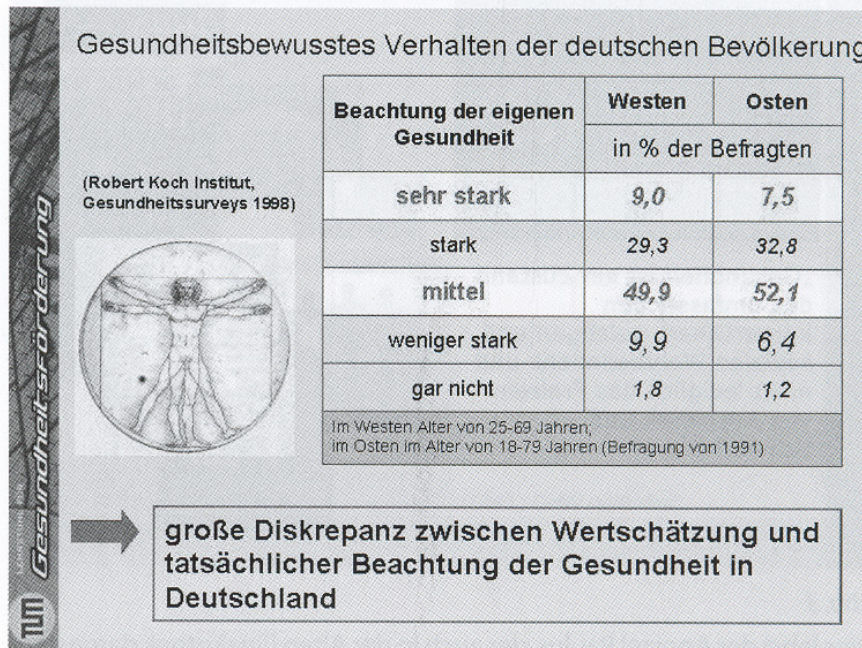 Gesundheitsbewusstes Verhalten der deutschen Bevölkerung
(Robert Koch Institut,
Gesundheitssurveys 1998)
Beachtung der eigenen
Gesundheit
Westen
Osten
in % der Befragten
sehr stark 9,0 7,5
stark 29,3 32,8
mittel 49,9 52,1
weniger stark 9,9 6,4
gar nicht 1,8 1,2
Im Westen Alter von 25-69 Jahren;
im Osten im Alter von 18-79 Jahren (Befragung von 1991)
große Diskrepanz zwischen Wertschätzung und
tatsächlicher Beachtung der Gesundheit in
Deutschland
Gesundheitsförderung
TUM